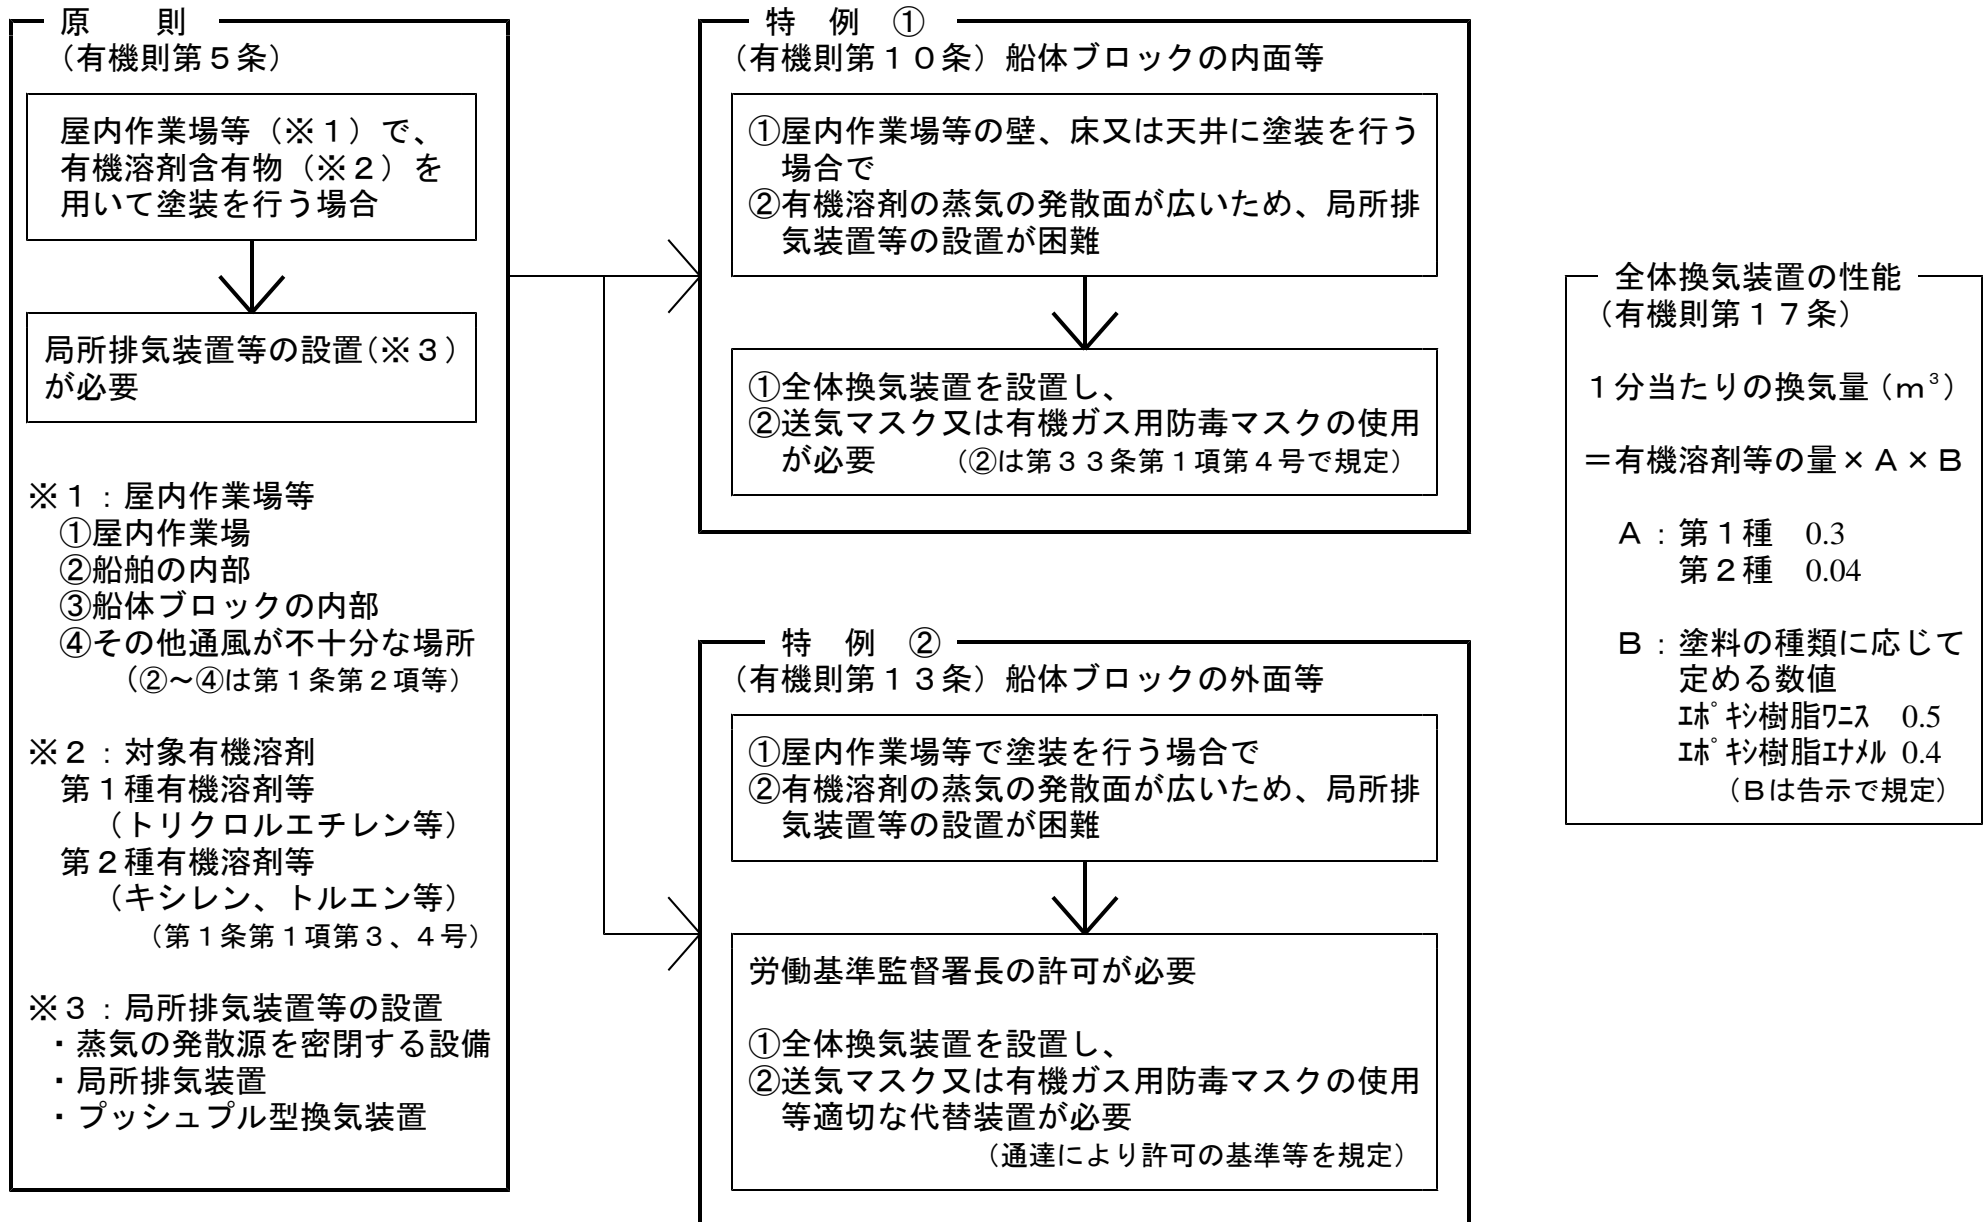 原　　則
（有機則第５条）
屋内作業場等（※１）で、
有機溶剤含有物（※２）を
用いて塗装を行う場合
局所排気装置等の設置（※３）
が必要
※１：屋内作業場等
①屋内作業場
②船舶の内部
③船体ブロックの内部
④その他通風が不十分な場所
（②～④は第１条第２項等）
※２：対象有機溶剤
第１種有機溶剤等
（トリクロルエチレン等）
第２種有機溶剤等
（キシレン、トルエン等）
（第１条第１項第３、４号）
※３：局所排気装置等の設置
・蒸気の発散源を密閉する設備
・局所排気装置
・プッシュプル型換気装置
特　例　①
（有機則第１０条）船体ブロックの内面等
①屋内作業場等の壁、床又は天井に塗装を行う
場合で
②有機溶剤の蒸気の発散面が広いため、局所排
気装置等の設置が困難
①全体換気装置を設置し、
②送気マスク又は有機ガス用防毒マスクの使用
が必要　　（②は第３３条第１項第４号で規定）
特　例　②
（有機則第１３条）船体ブロックの外面等
①屋内作業場等で塗装を行う場合で
②有機溶剤の蒸気の発散面が広いため、局所排
気装置等の設置が困難
労働基準監督署長の許可が必要
①全体換気装置を設置し、
②送気マスク又は有機ガス用防毒マスクの使用
等適切な代替装置が必要
（通達により許可の基準等を規定）
全体換気装置の性能
（有機則第１７条）
１分当たりの換気量（ｍ³）
＝有機溶剤等の量×Ａ×Ｂ
Ａ：第１種　0.3
第２種　0.04
Ｂ：塗料の種類に応じて
定める数値
ｴﾎﾟｷｼ樹脂ﾜﾆｽ　0.5
ｴﾎﾟｷｼ樹脂ｴﾅﾒﾙ 0.4
（Ｂは告示で規定）